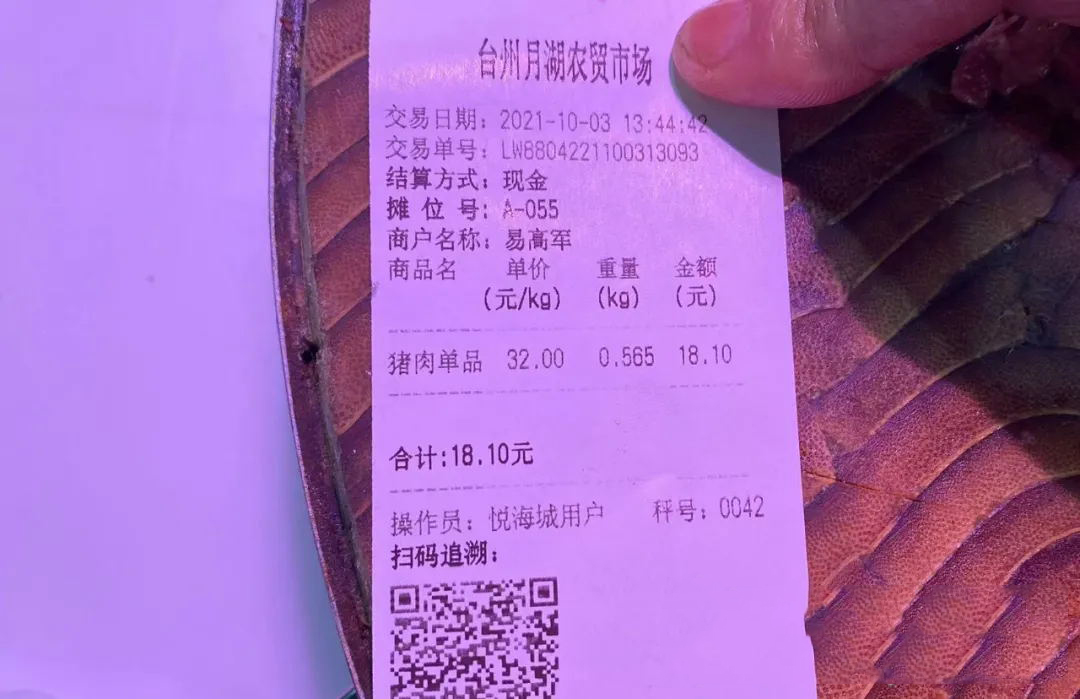 台州月湖农贸市场
交易日期：2021-10-03 13:44:42
交易单号：LW8804221100313093
结算方式：现金
摊 位 号：A-055
商户名称：易高军
商品名 单价 重量 金额
(元/kg) (kg) (元)
猪肉单品 32.00 0.565 18.10
合计:18.10元
操作员：悦海城用户 秤号：0042
扫码追溯：